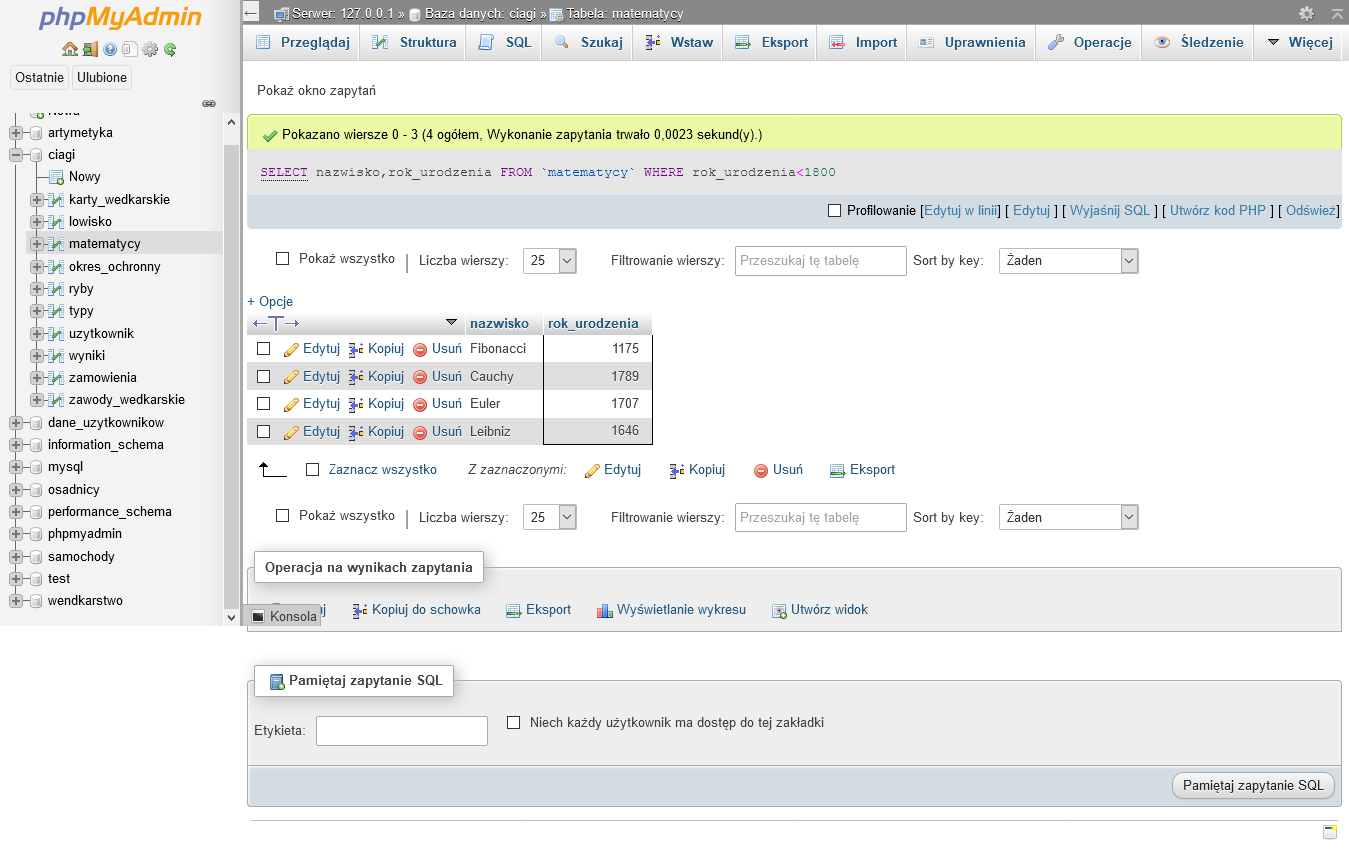 phpMyAdmin
Ostatnie Ulubione
Nowa
artymetyka
ciagi
Nowy
karty_wedkarskie
lowisko
matematycy
okres_ochronny
ryby
typy
uzytkownik
wyniki
zamowienia
zawody_wedkarskie
dane_uzytkownikow
information_schema
mysql
osadnicy
performance_schema
phpmyadmin
samochody
test
wendkarstwo
Serwer: 127.0.0.1 » Baza danych: ciagi » Tabela: matematycy
Przeglądaj Struktura SQL Szukaj Wstaw Eksport Import Uprawnienia Operacje Śledzenie Więcej
Pokaż okno zapytań
Pokazano wiersze 0 - 3 (4 ogółem, Wykonanie zapytania trwało 0,0023 sekund(y).)
SELECT nazwisko,rok_urodzenia FROM `matematycy` WHERE rok_urodzenia<1800
Profilowanie [Edytuj w linii] [ Edytuj ] [ Wyjaśnij SQL ] [ Utwórz kod PHP ] [ Odśwież]
Pokaż wszystko | Liczba wierszy: 25 Filtrowanie wierszy: Przeszukaj tę tabelę Sort by key: Żaden
+ Opcje
←T→ nazwisko rok_urodzenia
Edytuj Kopiuj Usuń Fibonacci 1175
Edytuj Kopiuj Usuń Cauchy 1789
Edytuj Kopiuj Usuń Euler 1707
Edytuj Kopiuj Usuń Leibniz 1646
Zaznacz wszystko Z zaznaczonymi: Edytuj Kopiuj Usuń Eksport
Pokaż wszystko | Liczba wierszy: 25 Filtrowanie wierszy: Przeszukaj tę tabelę Sort by key: Żaden
Operacja na wynikach zapytania
Kopiuj do schowka Eksport Wyświetlanie wykresu Utwórz widok
Konsola
Pamiętaj zapytanie SQL
Etykieta: Niech każdy użytkownik ma dostęp do tej zakładki
Pamiętaj zapytanie SQL